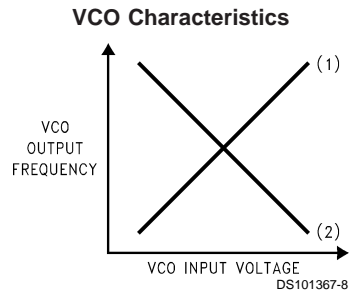 VCO Characteristics
(1)
VCO
OUTPUT
FREQUENCY
(2)
VCO INPUT VOLTAGE
DS101367-8